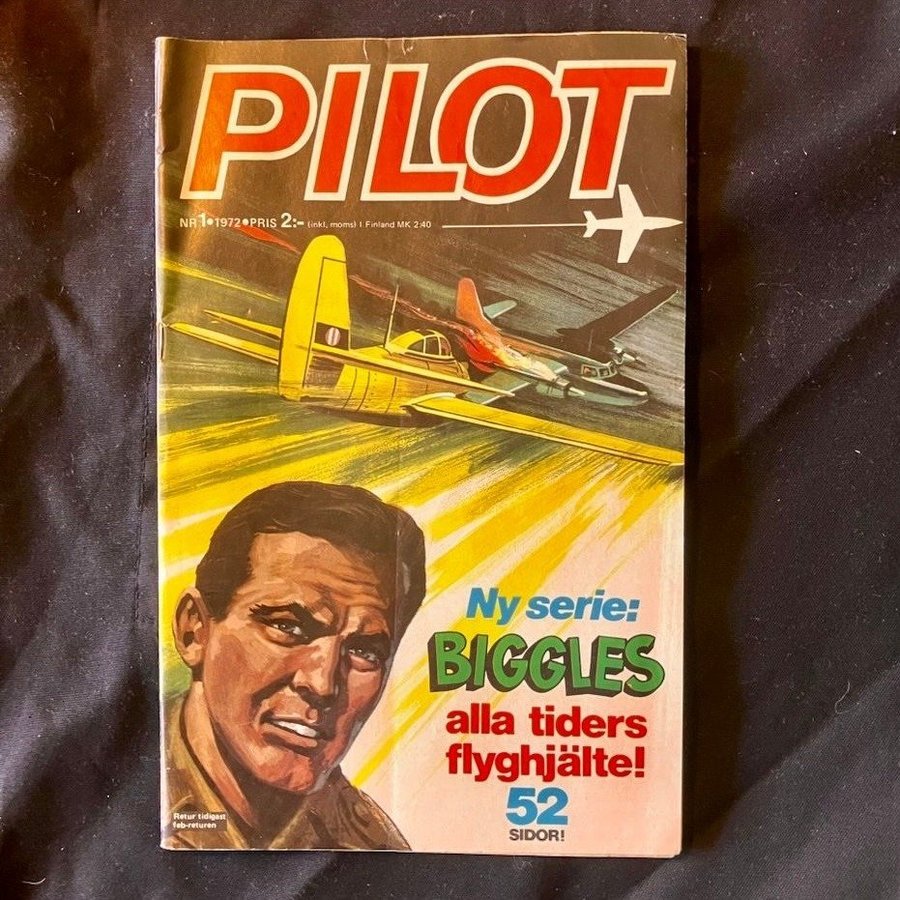 PILOT
NR 1•1972•PRIS 2:- (inkl, moms) I Finland MK 2:40
Ny serie:
BIGGLES
alla tiders
flyghjälte!
52
SIDOR!
Retur tidigast
feb-returen